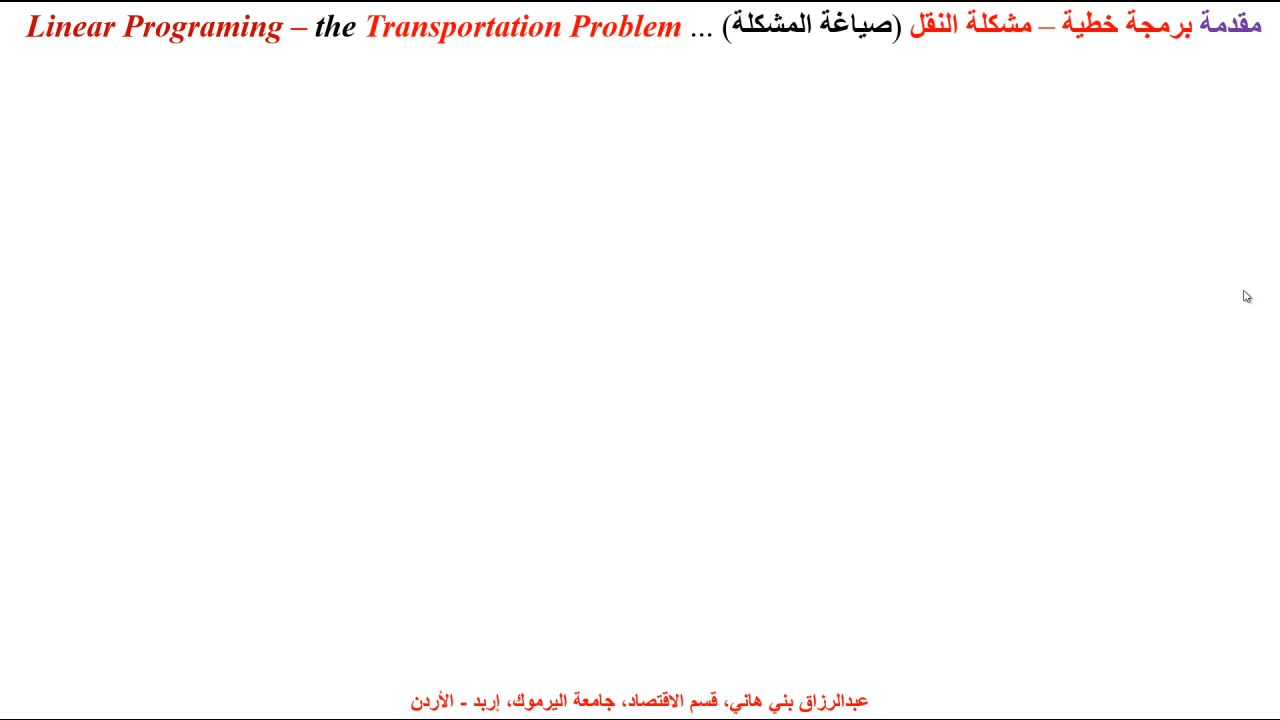 مقدمة برمجة خطية – مشكلة النقل (صياغة المشكلة) ... Linear Programing – the Transportation Problem
عبدالرزاق بني هاني، قسم الاقتصاد، جامعة اليرموك، إربد - الأردن